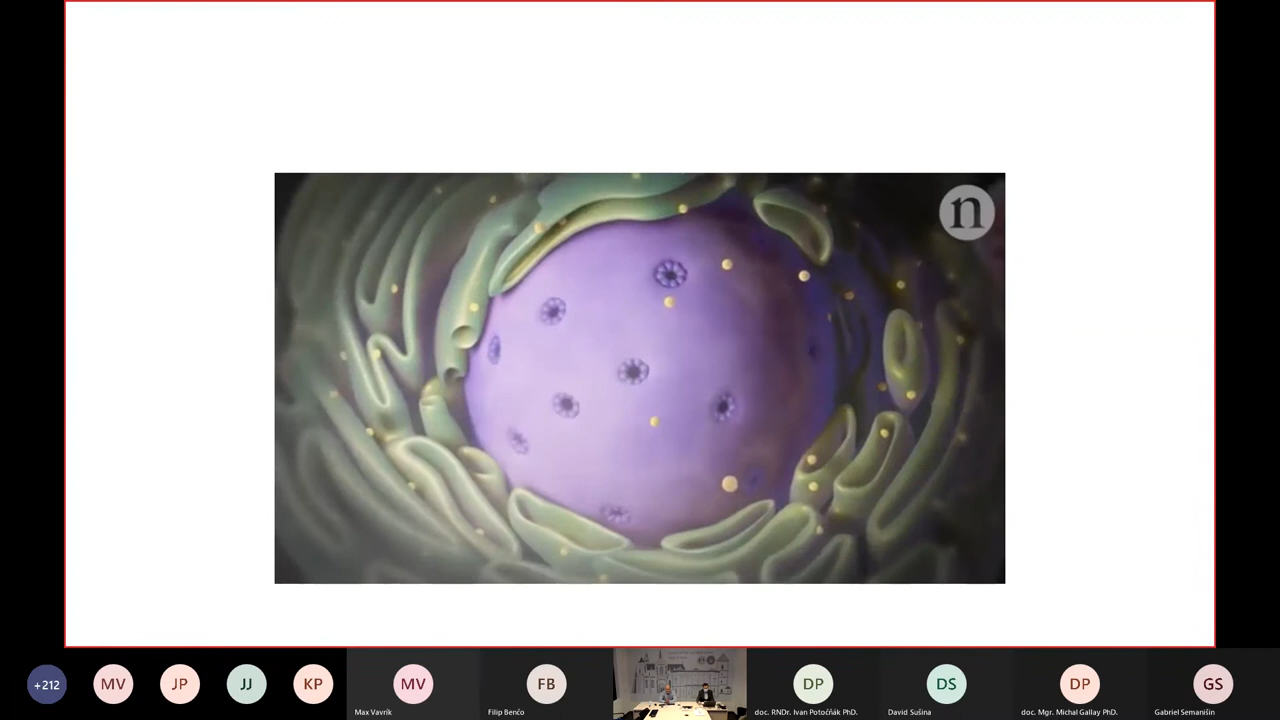 n
+212
MV
JP
JJ
KP
MV
Max Vavrík
FB
Filip Benčo
DP
doc. RNDr. Ivan Potočňák PhD.
DS
David Sušina
DP
doc. Mgr. Michal Gallay PhD.
GS
Gabriel Semanišin